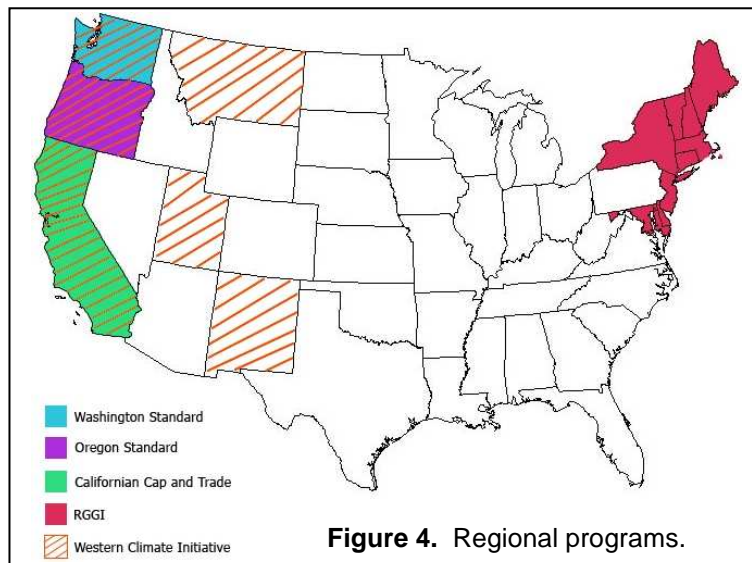 Washington Standard
Oregon Standard
Californian Cap and Trade
RGGI
Western Climate Initiative
Figure 4. Regional programs.